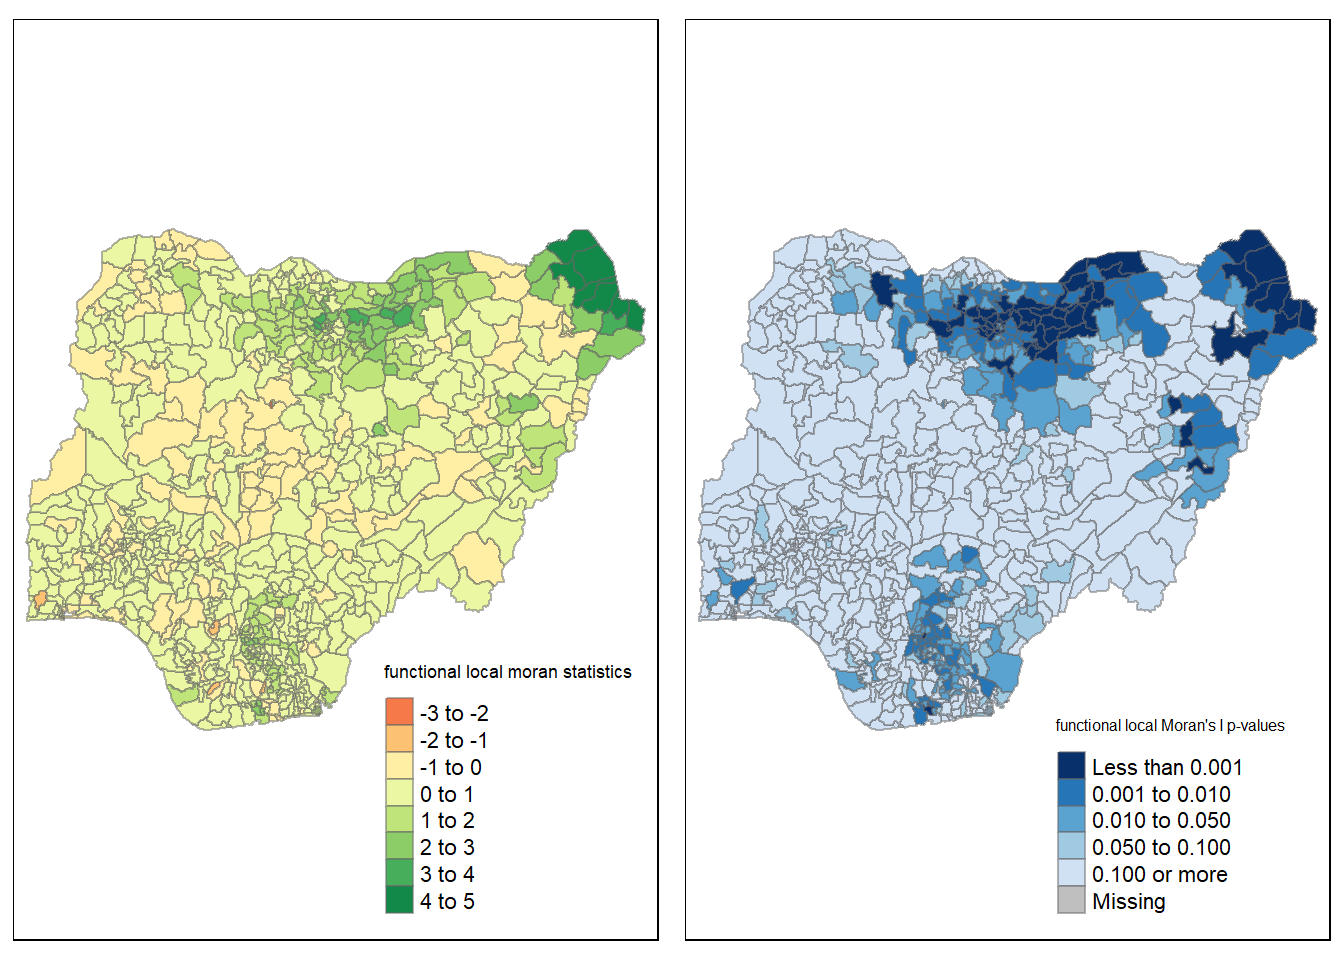 functional local moran statistics
-3 to -2
-2 to -1
-1 to 0
0 to 1
1 to 2
2 to 3
3 to 4
4 to 5
functional local Moran's I p-values
Less than 0.001
0.001 to 0.010
0.010 to 0.050
0.050 to 0.100
0.100 or more
Missing